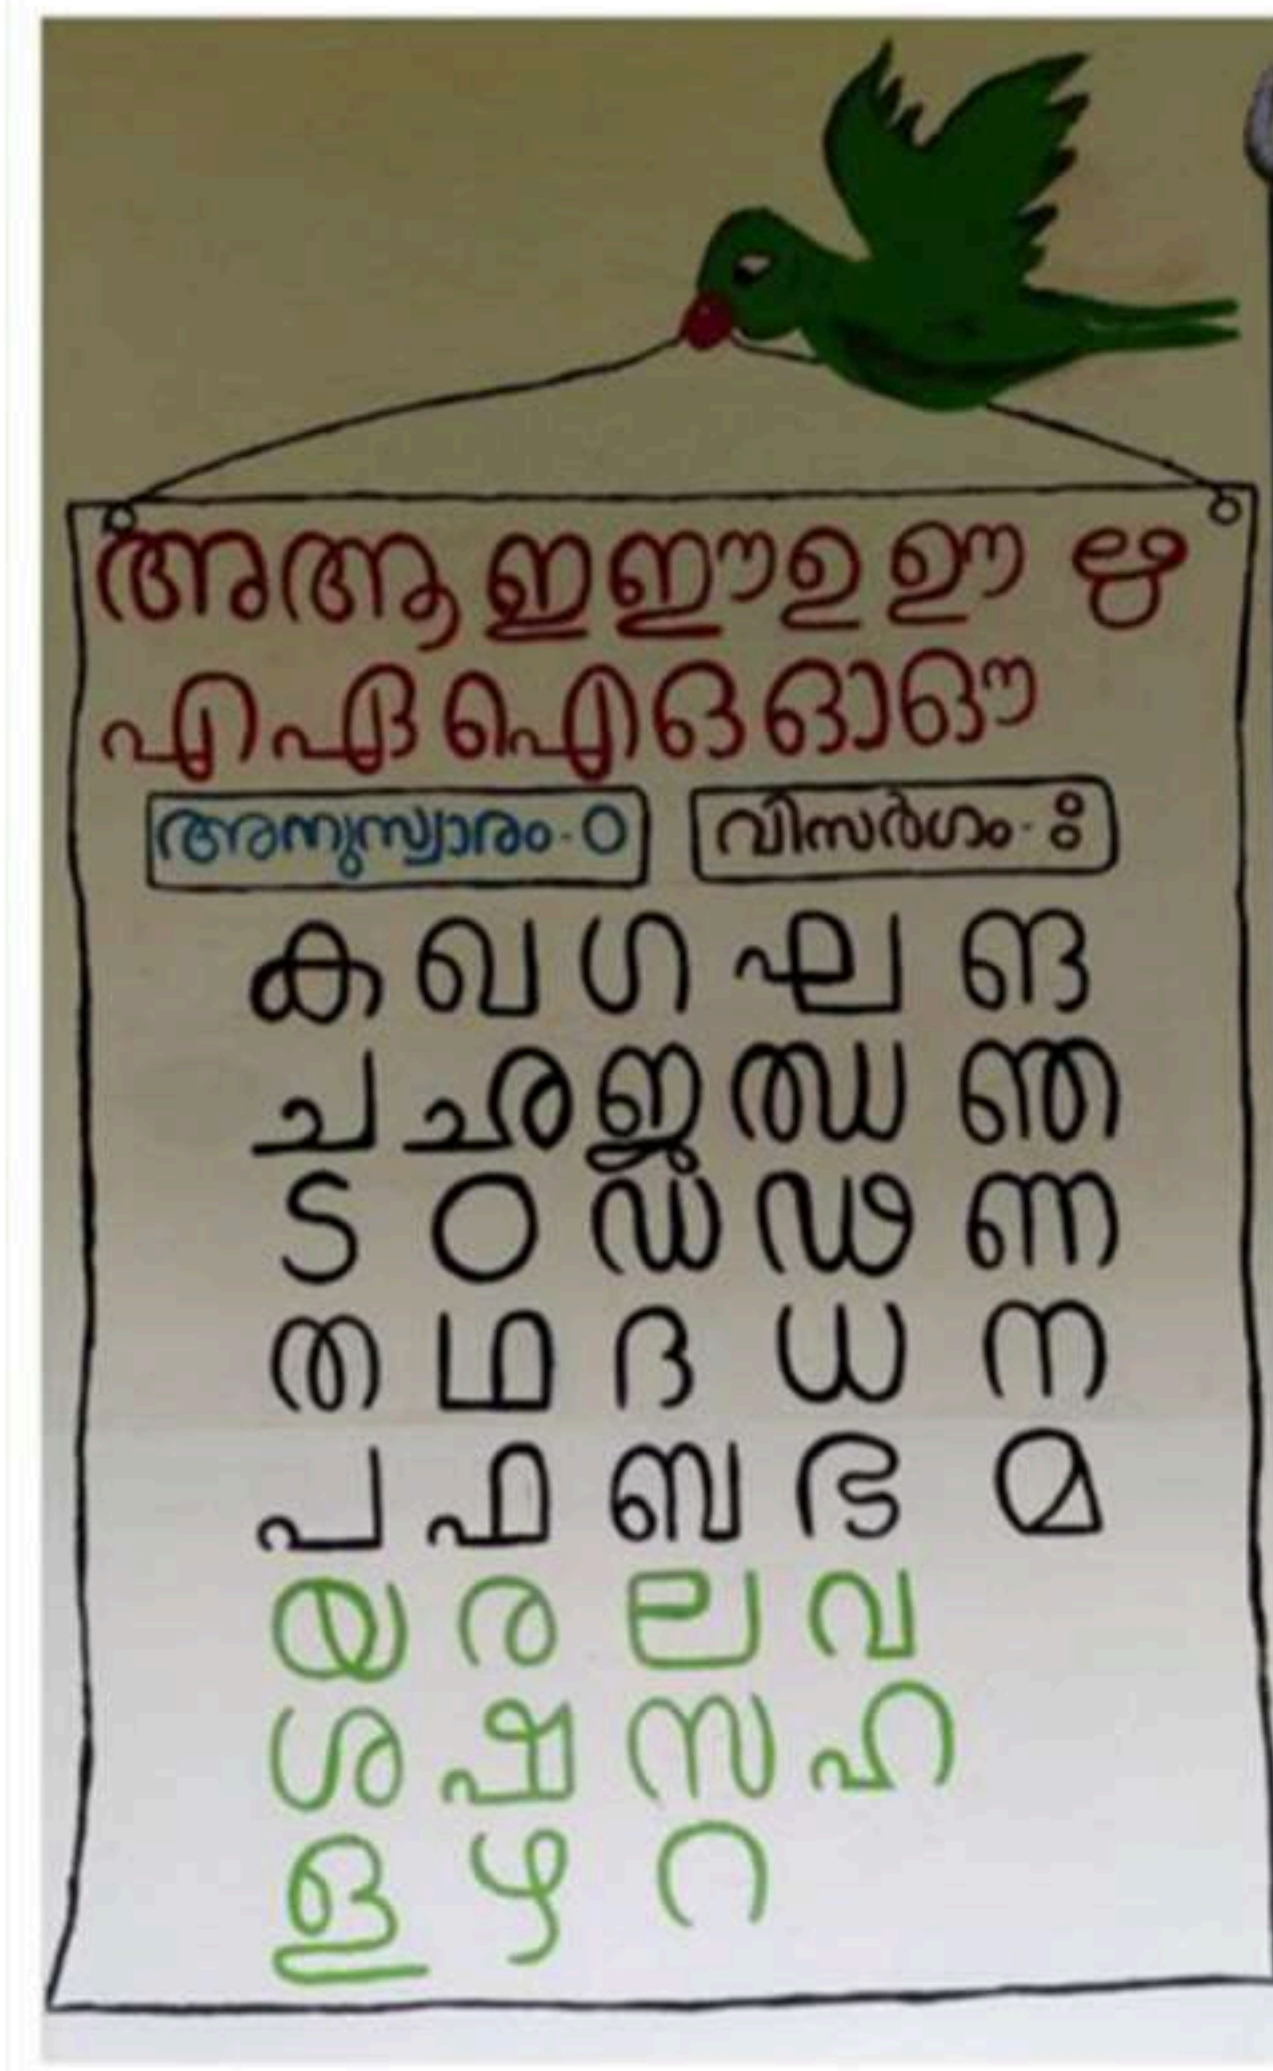 അ ആ ഇ ഈ ഉ ഊ ഋ
എ ഏ ഐ ഒ ഓ ഔ
അനുസ്വാരം - ം വിസർഗം - ഃ
ക ഖ ഗ ഘ ങ
ച ഛ ജ ഝ ഞ
ട ഠ ഡ ഢ ണ
ത ഥ ദ ധ ന
പ ഫ ബ ഭ മ
യ ര ല വ
ശ ഷ സ ഹ
ള ഴ റ